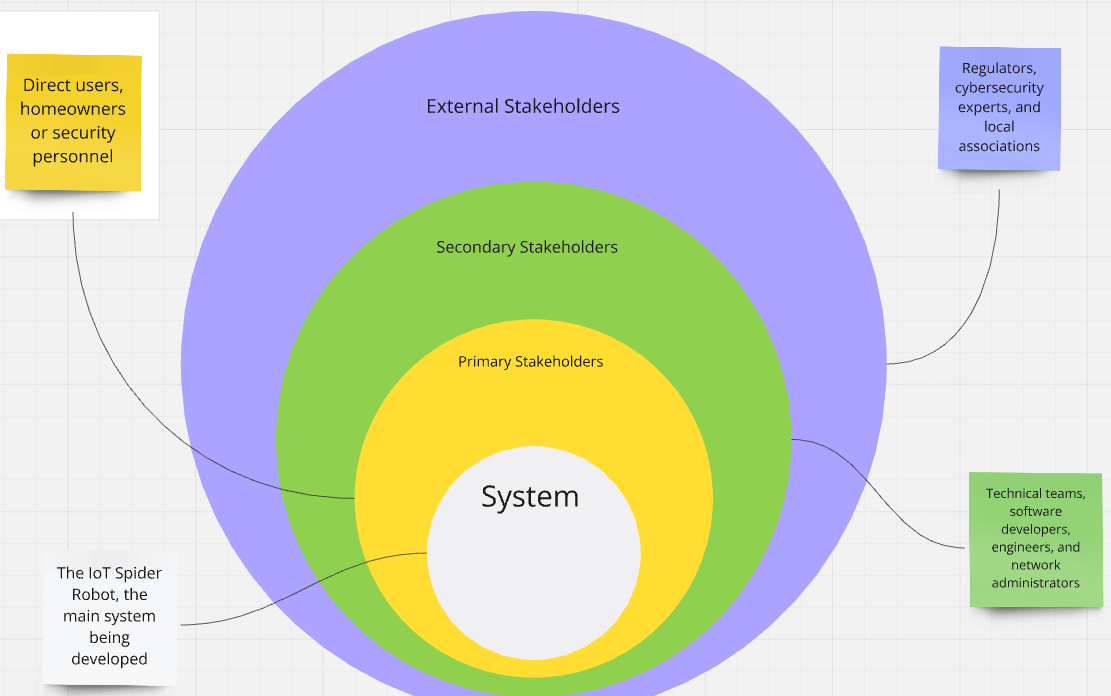 Direct users,
homeowners
or security
personnel
External Stakeholders
Regulators,
cybersecurity
experts, and
local
associations
Secondary Stakeholders
Primary Stakeholders
System
Technical teams,
software
developers,
engineers, and
network
administrators
The IoT Spider
Robot, the
main system
being
developed